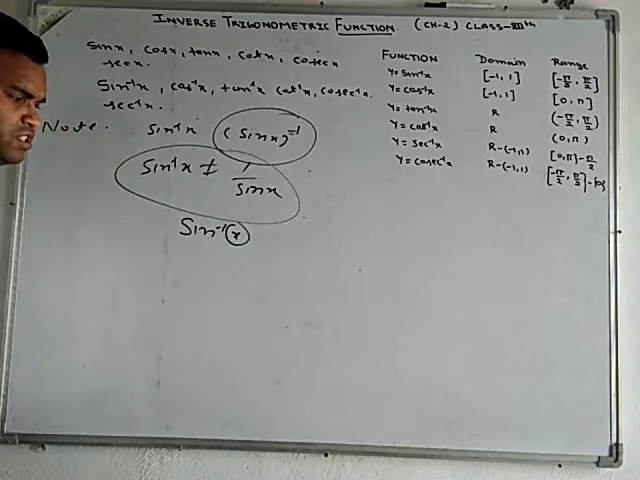 INVERSE TRIGONOMETRIC FUNCTION (CH-2) CLASS-XIIth
sinx, cosx, tanx, cotx, cosecx
secx.
Sin⁻¹x, cos⁻¹x, tan⁻¹x cot⁻¹x, cosec⁻¹x.
sec⁻¹x.
Note. sin⁻¹x (sinx)⁻¹
sin⁻¹x ≠ 1/sinx
Sin⁻¹(x)
FUNCTION Domain Range
Y=sin⁻¹x [-1, 1] [-π/2, π/2]
Y=cos⁻¹x [-1, 1] [0, π]
Y=tan⁻¹x R (-π/2, π/2)
Y=cot⁻¹x R (0, π)
Y=sec⁻¹x R-(-1,1) [0,π]-π/2
Y=cosec⁻¹x R-(-1,1) [-π/2, π/2]-{0}